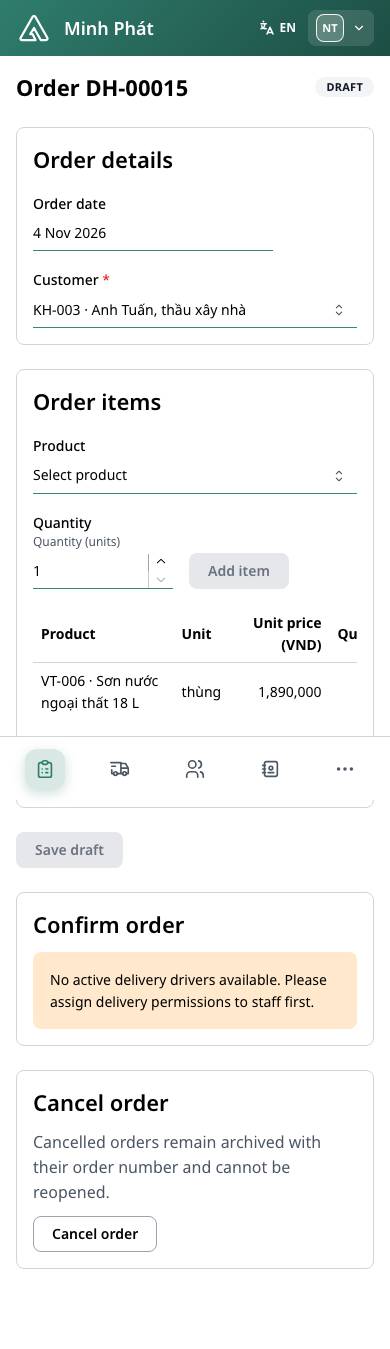 Minh Phát
EN
NT
Order DH-00015
DRAFT
Order details
Order date
4 Nov 2026
Customer *
KH-003 · Anh Tuấn, thầu xây nhà
Order items
Product
Select product
Quantity
Quantity (units)
1
Add item
Product Unit Unit price (VND) Qu
VT-006 · Sơn nước
ngoại thất 18 L
thùng 1,890,000
Save draft
Confirm order
No active delivery drivers available. Please
assign delivery permissions to staff first.
Cancel order
Cancelled orders remain archived with
their order number and cannot be
reopened.
Cancel order